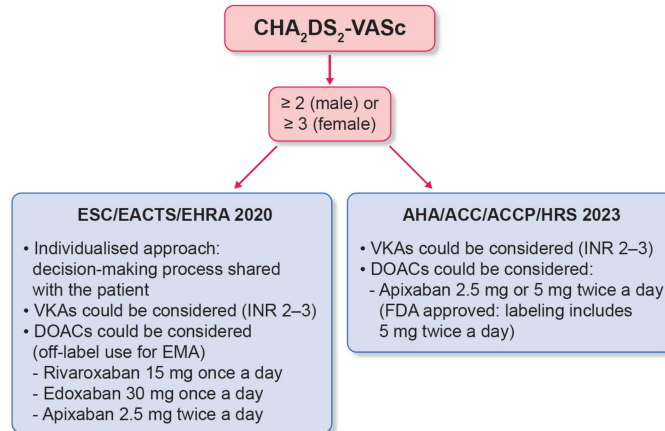 CHA₂DS₂-VASc
≥ 2 (male) or
≥ 3 (female)
ESC/EACTS/EHRA 2020
• Individualised approach:
decision-making process shared
with the patient
• VKAs could be considered (INR 2–3)
• DOACs could be considered
(off-label use for EMA)
- Rivaroxaban 15 mg once a day
- Edoxaban 30 mg once a day
- Apixaban 2.5 mg twice a day
AHA/ACC/ACCP/HRS 2023
• VKAs could be considered (INR 2–3)
• DOACs could be considered:
- Apixaban 2.5 mg or 5 mg twice a day
(FDA approved: labeling includes
5 mg twice a day)